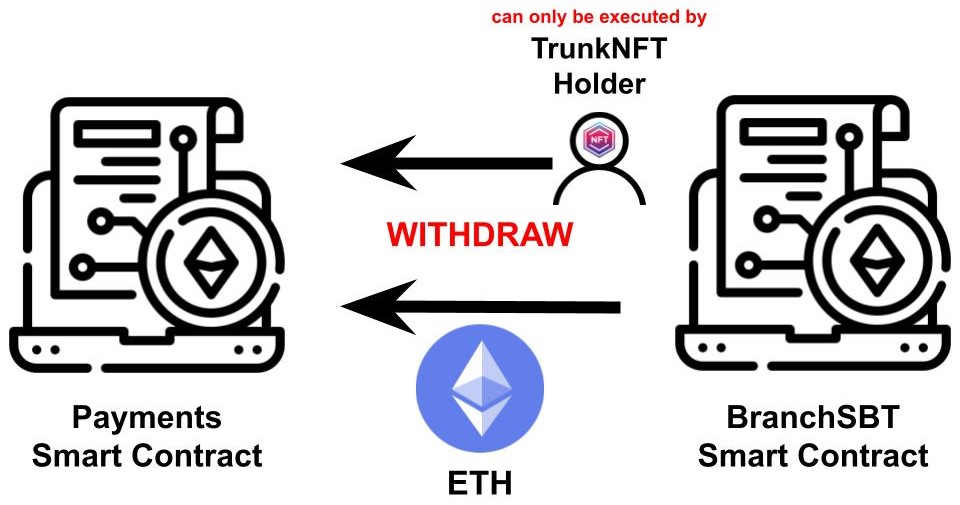 can only be executed by
TrunkNFT
Holder
NFT
WITHDRAW
Payments
Smart Contract
ETH
BranchSBT
Smart Contract